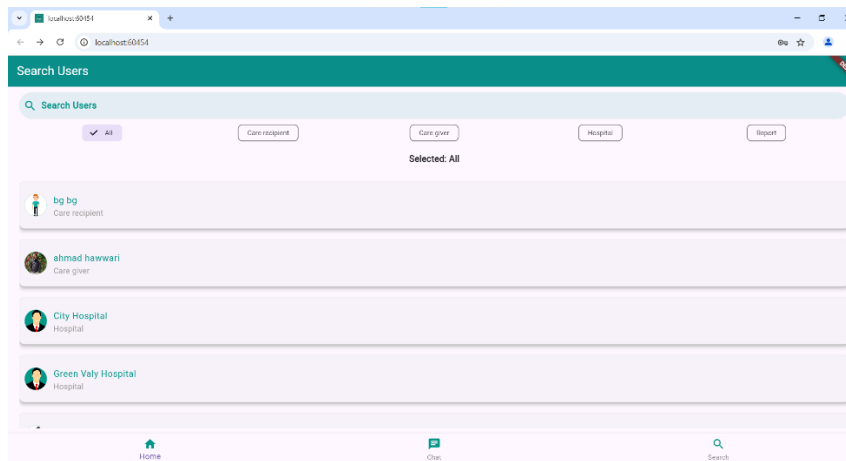 localhost:60454
localhost:60454
Search Users
Search Users
All
Care recipient
Care giver
Hospital
Report
Selected: All
bg bg
Care recipient
ahmad hawwari
Care giver
City Hospital
Hospital
Green Valy Hospital
Hospital
Home
Chat
Search